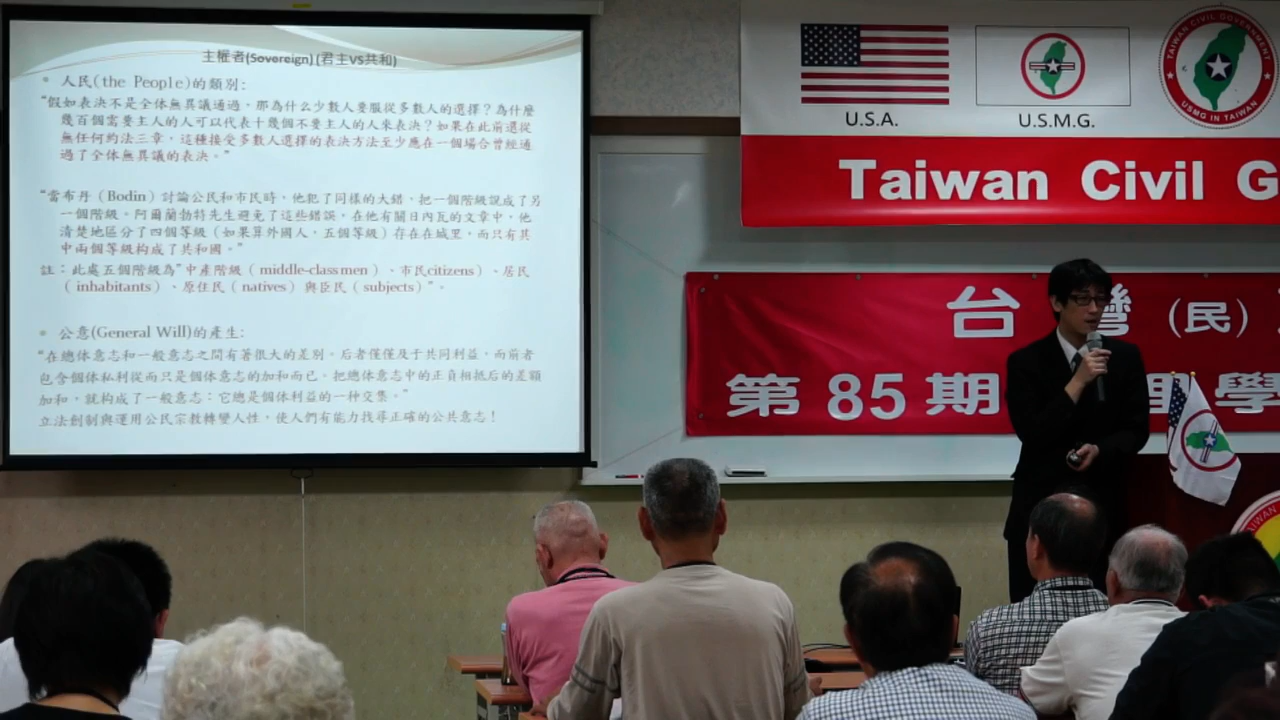 主權者(Sovereign) (君主VS共和)
• 人民(the People)的類別:
“假如表決不是全体無異議通過，那為什么少數人要服從多數人的選擇？為什麼
幾百個需要主人的人可以代表十幾個不要主人的人來表決？如果在此前選從
無任何約法三章，這種接受多數人選擇的表決方法至少應在一個場合曾經通
過了全体無異議的表決。”
“當布丹（Bodin）討論公民和市民時，他犯了同樣的大錯，把一個階級說成了另
一個階級。阿爾蘭勃特先生避免了這些錯誤，在他有關日內瓦的文章中，他
清楚地區分了四個等級（如果算外國人，五個等級）存在在城里，而只有其
中兩個等級构成了共和國。”
註：此處五個階級為”中產階級（middle-class men）、市民citizens）、居民
（inhabitants）、原住民（natives）與臣民（subjects）”。
• 公意(General Will)的產生:
“在總体意志和一般意志之間有著很大的差別。后者僅僅及于共同利益，而前者
包含個体私利從而只是個体意志的加和而已。把總体意志中的正負相抵后的差額
加和，就构成了一般意志：它總是個体利益的一种交集。”
立法創制與運用公民宗教轉變人性，使人們有能力找尋正確的公共意志！
U.S.A.
U.S.M.G.
TAIWAN CIVIL GOVERNMENT
USMG IN TAIWAN
Taiwan Civil G
台灣（民）
第 85 期 理學